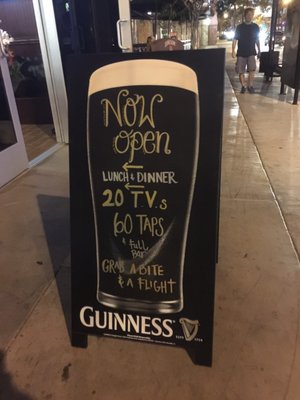 NOW
open
LUNCH & DINNER
20 T.V.s
60 TAPS
& full
BAR
GRAB A BITE
& A FLIGHT
GUINNESS